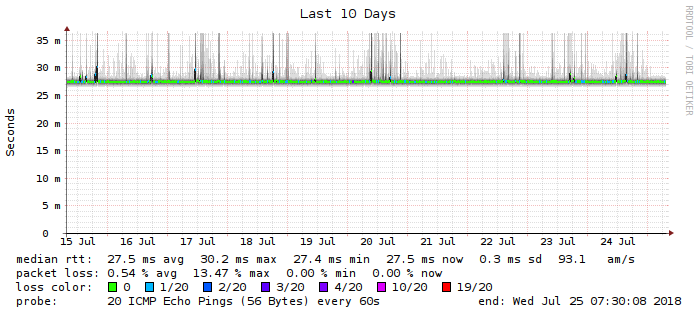 Last 10 Days
RRDTOOL / TOBI OETIKER
Seconds
35 m
30 m
25 m
20 m
15 m
10 m
5 m
0
15 Jul 16 Jul 17 Jul 18 Jul 19 Jul 20 Jul 21 Jul 22 Jul 23 Jul 24 Jul
median rtt: 27.5 ms avg 30.2 ms max 27.4 ms min 27.5 ms now 0.3 ms sd 93.1 am/s
packet loss: 0.54 % avg 13.47 % max 0.00 % min 0.00 % now
loss color: 0 1/20 2/20 3/20 4/20 10/20 19/20
probe: 20 ICMP Echo Pings (56 Bytes) every 60s end: Wed Jul 25 07:30:08 2018